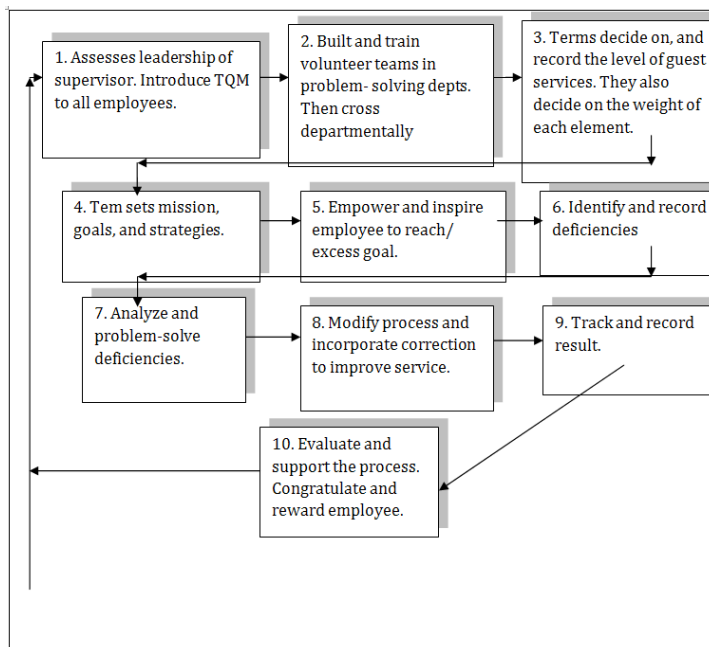 1. Assesses leadership of
supervisor. Introduce TQM
to all employees.
2. Built and train
volunteer teams in
problem- solving depts.
Then cross
departmentally
3. Terms decide on, and
record the level of guest
services. They also
decide on the weight of
each element.
4. Tem sets mission,
goals, and strategies.
5. Empower and inspire
employee to reach/
excess goal.
6. Identify and record
deficiencies
7. Analyze and
problem-solve
deficiencies.
8. Modify process and
incorporate correction
to improve service.
9. Track and record
result.
10. Evaluate and
support the process.
Congratulate and
reward employee.